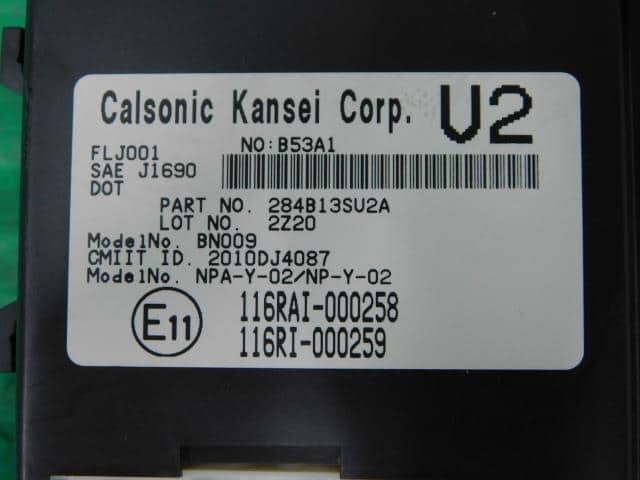 Calsonic Kansei Corp. V2
NO:B53A1
FLJ001
SAE J1690
DOT
PART NO. 284B13SU2A
LOT NO. 2Z20
ModelNo. BN009
CMIIT ID. 2010DJ4087
ModelNo. NPA-Y-02/NP-Y-02
E11
116RAI-000258
116RI-000259